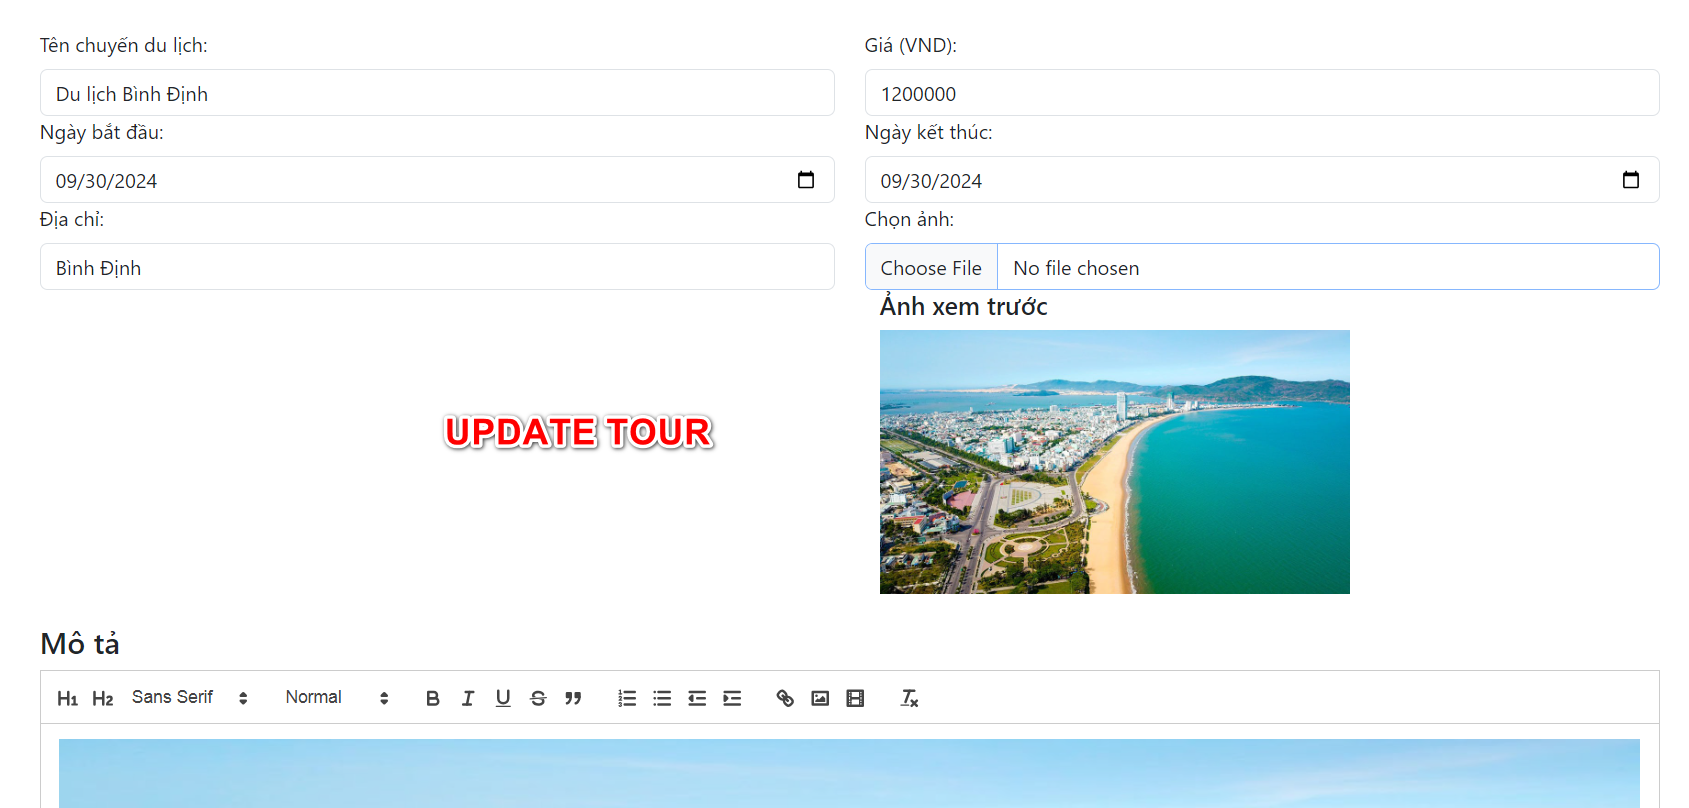 Tên chuyến du lịch:
Giá (VND):
Du lịch Bình Định
1200000
Ngày bắt đầu:
Ngày kết thúc:
09/30/2024
09/30/2024
Địa chỉ:
Chọn ảnh:
Bình Định
Choose File No file chosen
Ảnh xem trước
UPDATE TOUR
Mô tả
H1 H2 Sans Serif Normal B I U S